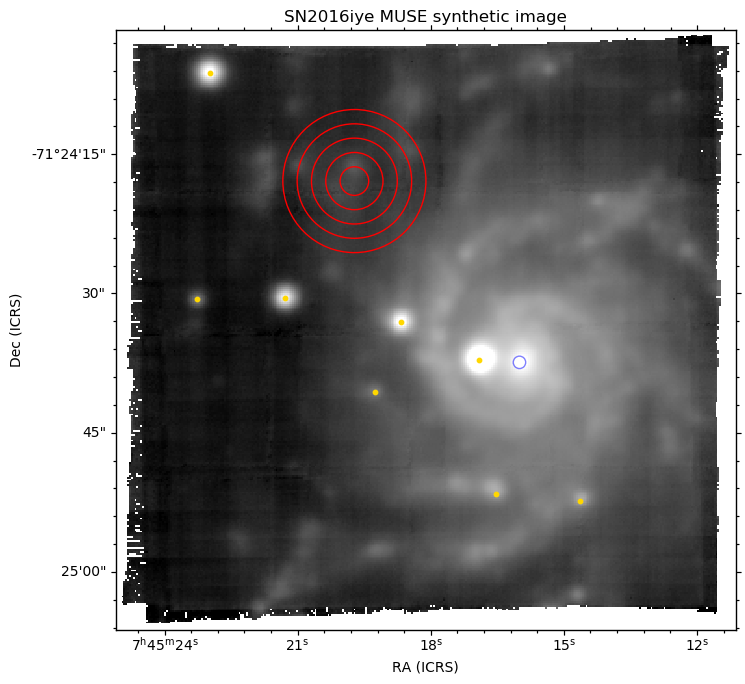 SN2016iye MUSE synthetic image
-71°24'15"
30"
45"
25'00"
Dec (ICRS)
7ʰ45ᵐ24ˢ 21ˢ 18ˢ 15ˢ 12ˢ
RA (ICRS)